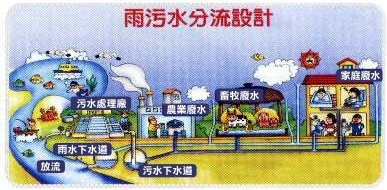 雨污水分流設計
家庭廢水
畜牧廢水
農業廢水
污水處理廠
雨水下水道
污水下水道
放流